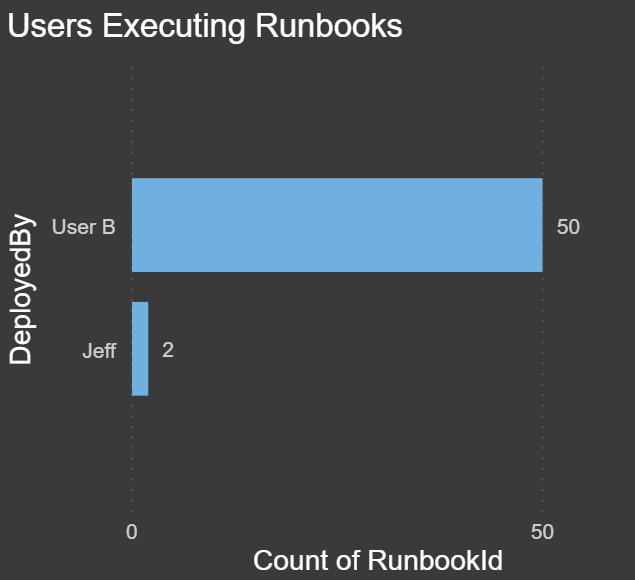 Users Executing Runbooks
DeployedBy
User B
50
Jeff
2
0
50
Count of RunbookId